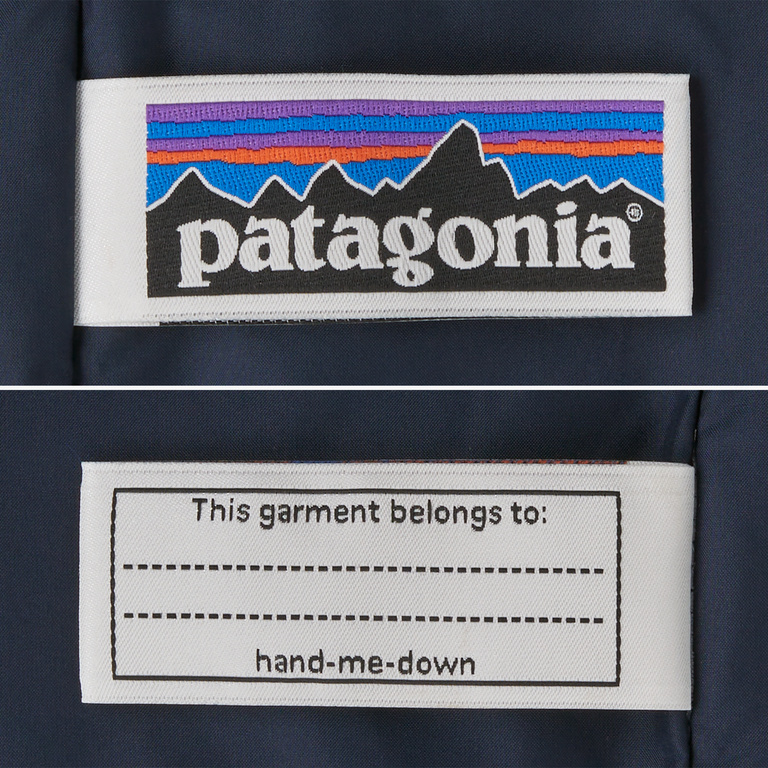 patagonia®
This garment belongs to:
hand-me-down